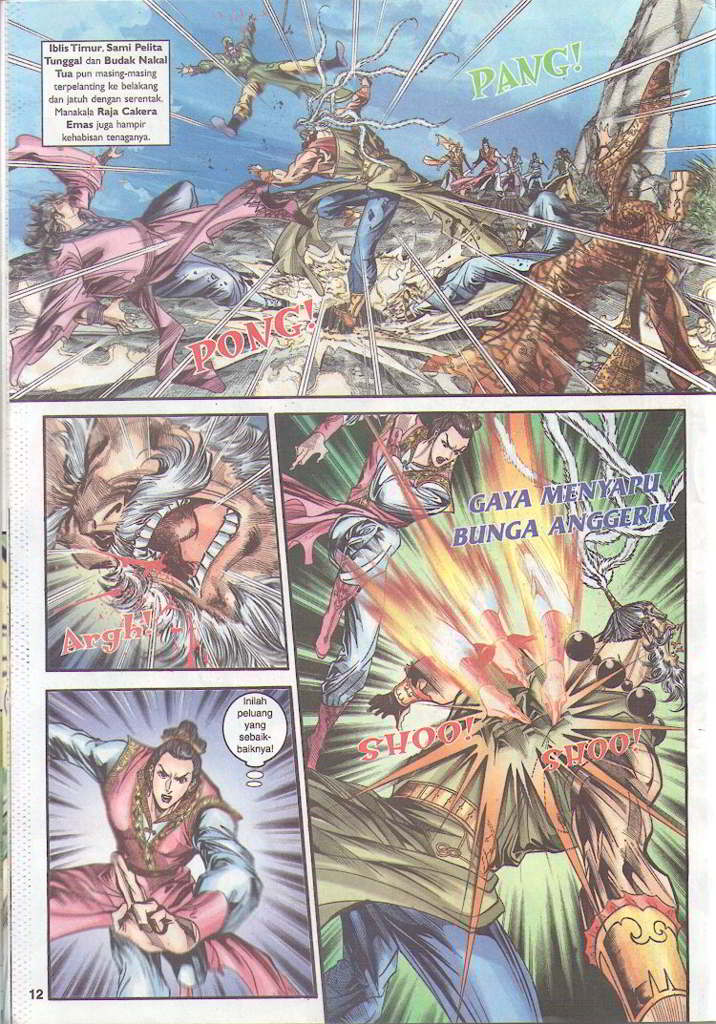 Iblis Timur, Sami Pelita
Tunggal dan Budak Nakal
Tua pun masing-masing
terpelanting ke belakang
dan jatuh dengan serentak.
Manakala Raja Cakera
Emas juga hampir
kehabisan tenaganya.
PANG!
PONG!
Argh!
GAYA MENYAPU
BUNGA ANGGERIK
Inilah
peluang
yang
sebaik-
baiknya!
SHOO!
SHOO!
12